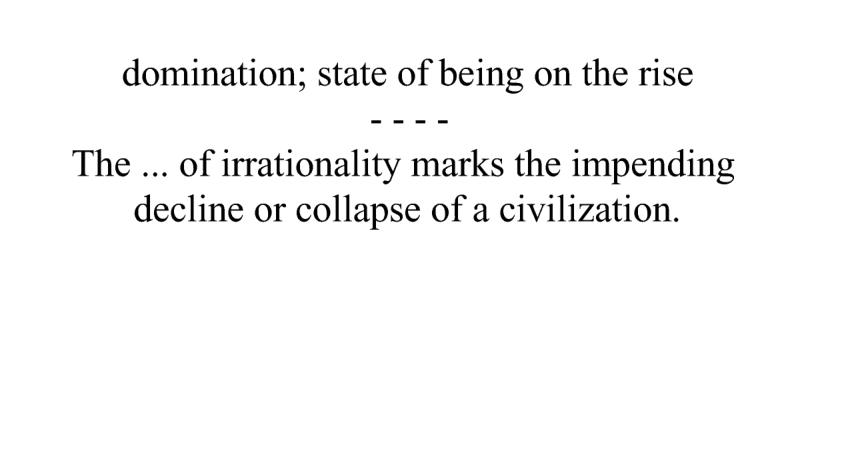 domination; state of being on the rise
- - - -
The ... of irrationality marks the impending
decline or collapse of a civilization.